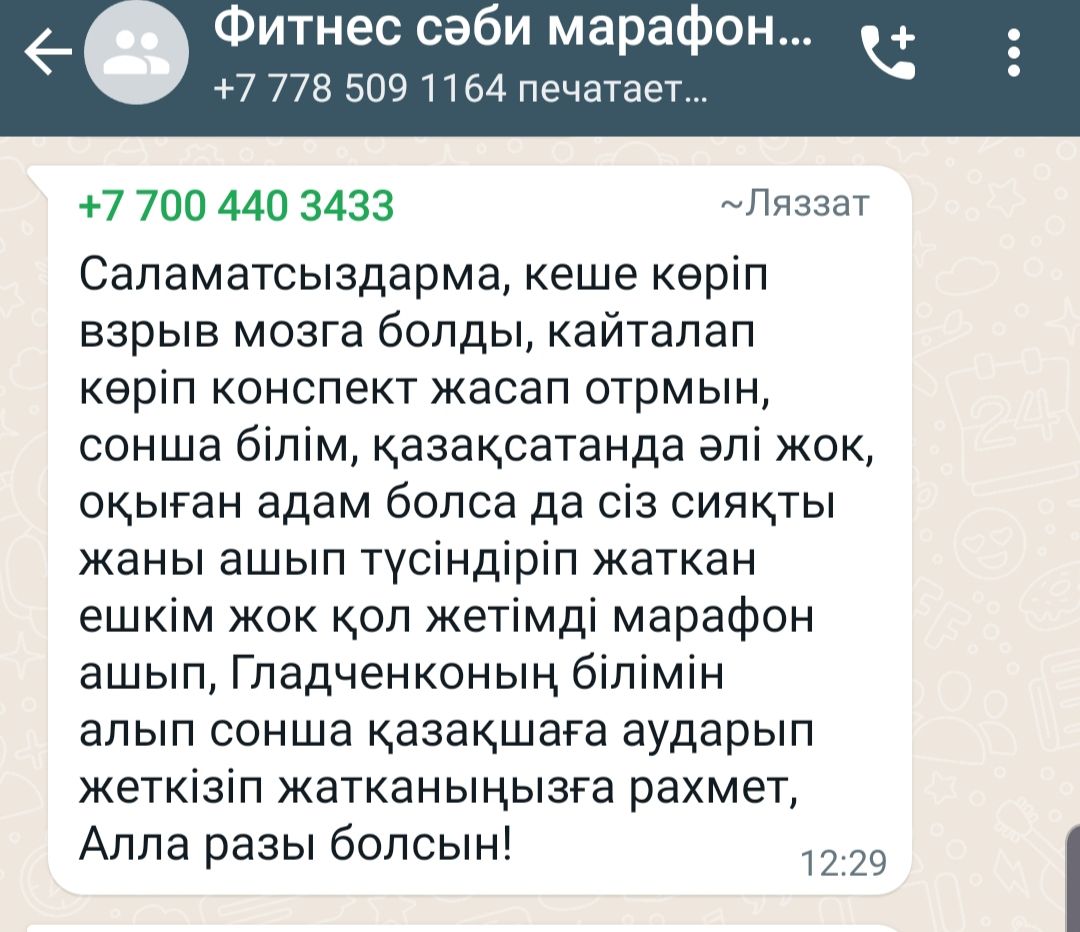 Фитнес сәби марафон...
+7 778 509 1164 печатает...
+7 700 440 3433 ~Ляззат
Саламатсыздарма, кеше көріп
взрыв мозга болды, кайталап
көріп конспект жасап отрмын,
сонша білім, қазақсатанда әлі жок,
оқыған адам болса да сіз сияқты
жаны ашып түсіндіріп жаткан
ешкім жок қол жетімді марафон
ашып, Гладченконың білімін
алып сонша қазақшаға аударып
жеткізіп жатканыңызға рахмет,
Алла разы болсын!
12:29